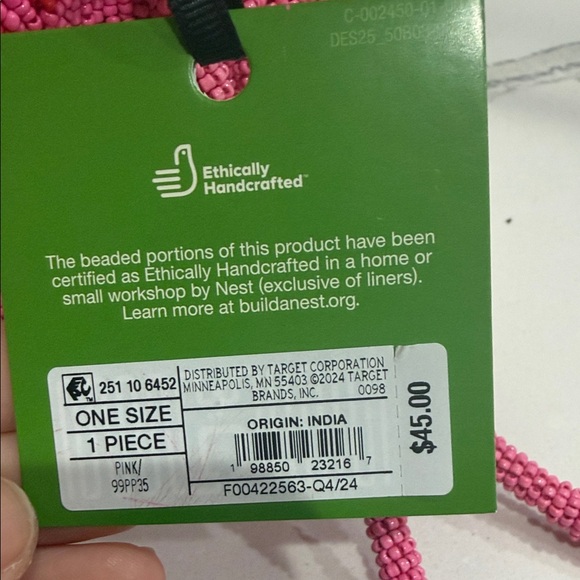 C-002450-01
Ethically
Handcrafted™
The beaded portions of this product have been
certified as Ethically Handcrafted in a home or
small workshop by Nest (exclusive of liners).
Learn more at buildanest.org.
251 10 6452
ONE SIZE
1 PIECE
PINK/
99PP35
DISTRIBUTED BY TARGET CORPORATION
MINNEAPOLIS, MN 55403 ©2024 TARGET
BRANDS, INC. 0098
ORIGIN: INDIA
1 98850 23216 7
F00422563-Q4/24
$45.00